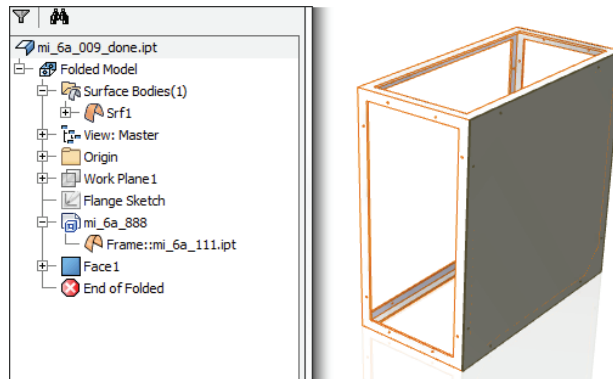 mi_6a_009_done.ipt
Folded Model
Surface Bodies(1)
Srf1
View: Master
Origin
Work Plane1
Flange Sketch
mi_6a_888
Frame::mi_6a_111.ipt
Face1
End of Folded